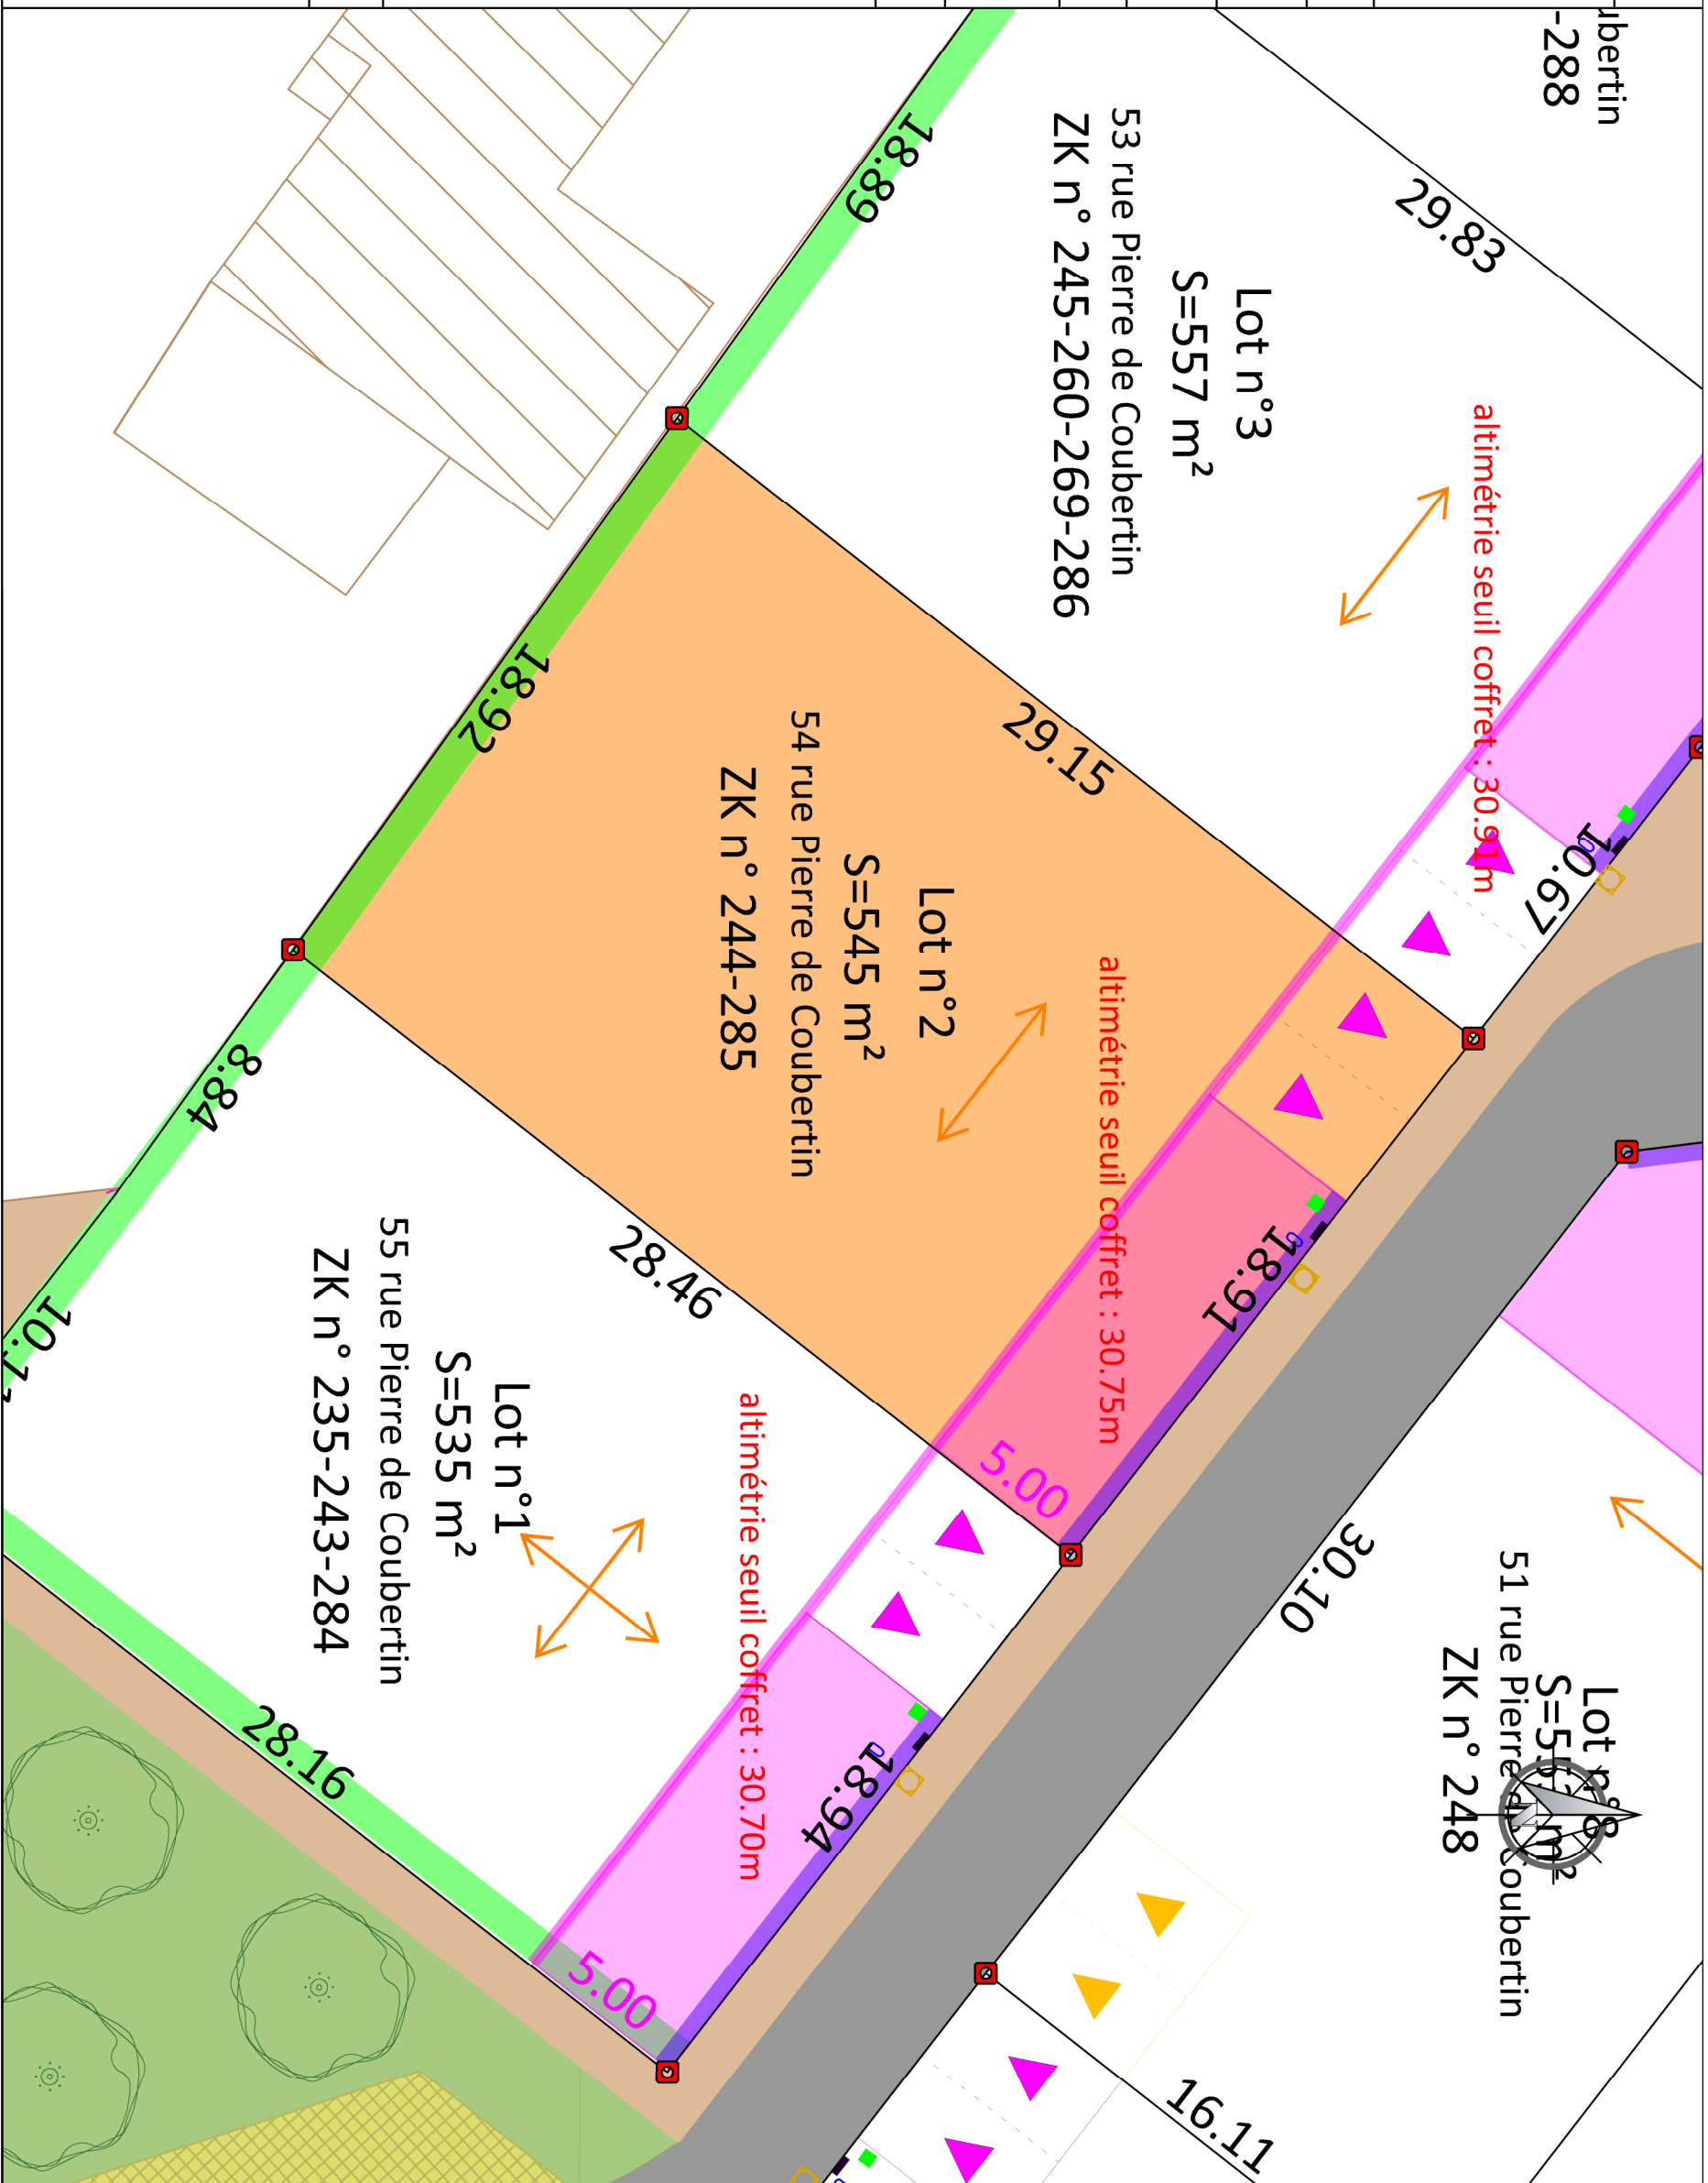 ubertin
-288
29.83
18.89
Lot n°3
S=557 m²
53 rue Pierre de Coubertin
ZK n° 245-260-269-286
altimétrie seuil coffret : 30.91m
10.67
29.15
18.92
Lot n°2
S=545 m²
54 rue Pierre de Coubertin
ZK n° 244-285
altimétrie seuil coffret : 30.75m
18.91
5.00
28.46
8.84
Lot n°1
S=535 m²
55 rue Pierre de Coubertin
ZK n° 235-243-284
altimétrie seuil coffret : 30.70m
18.94
5.00
28.16
30.10
Lot n°8
51 rue Pierre de Coubertin
ZK n° 248
16.11